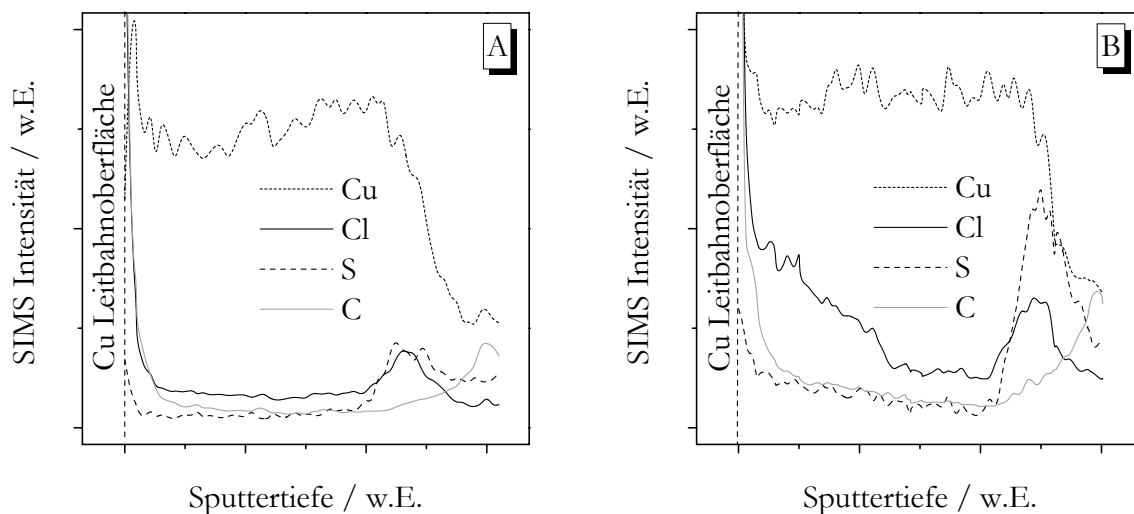 A
SIMS Intensität / w.E.
Cu Leitbahnoberfläche
Cu
Cl
S
C
Sputtertiefe / w.E.
B
SIMS Intensität / w.E.
Cu Leitbahnoberfläche
Cu
Cl
S
C
Sputtertiefe / w.E.